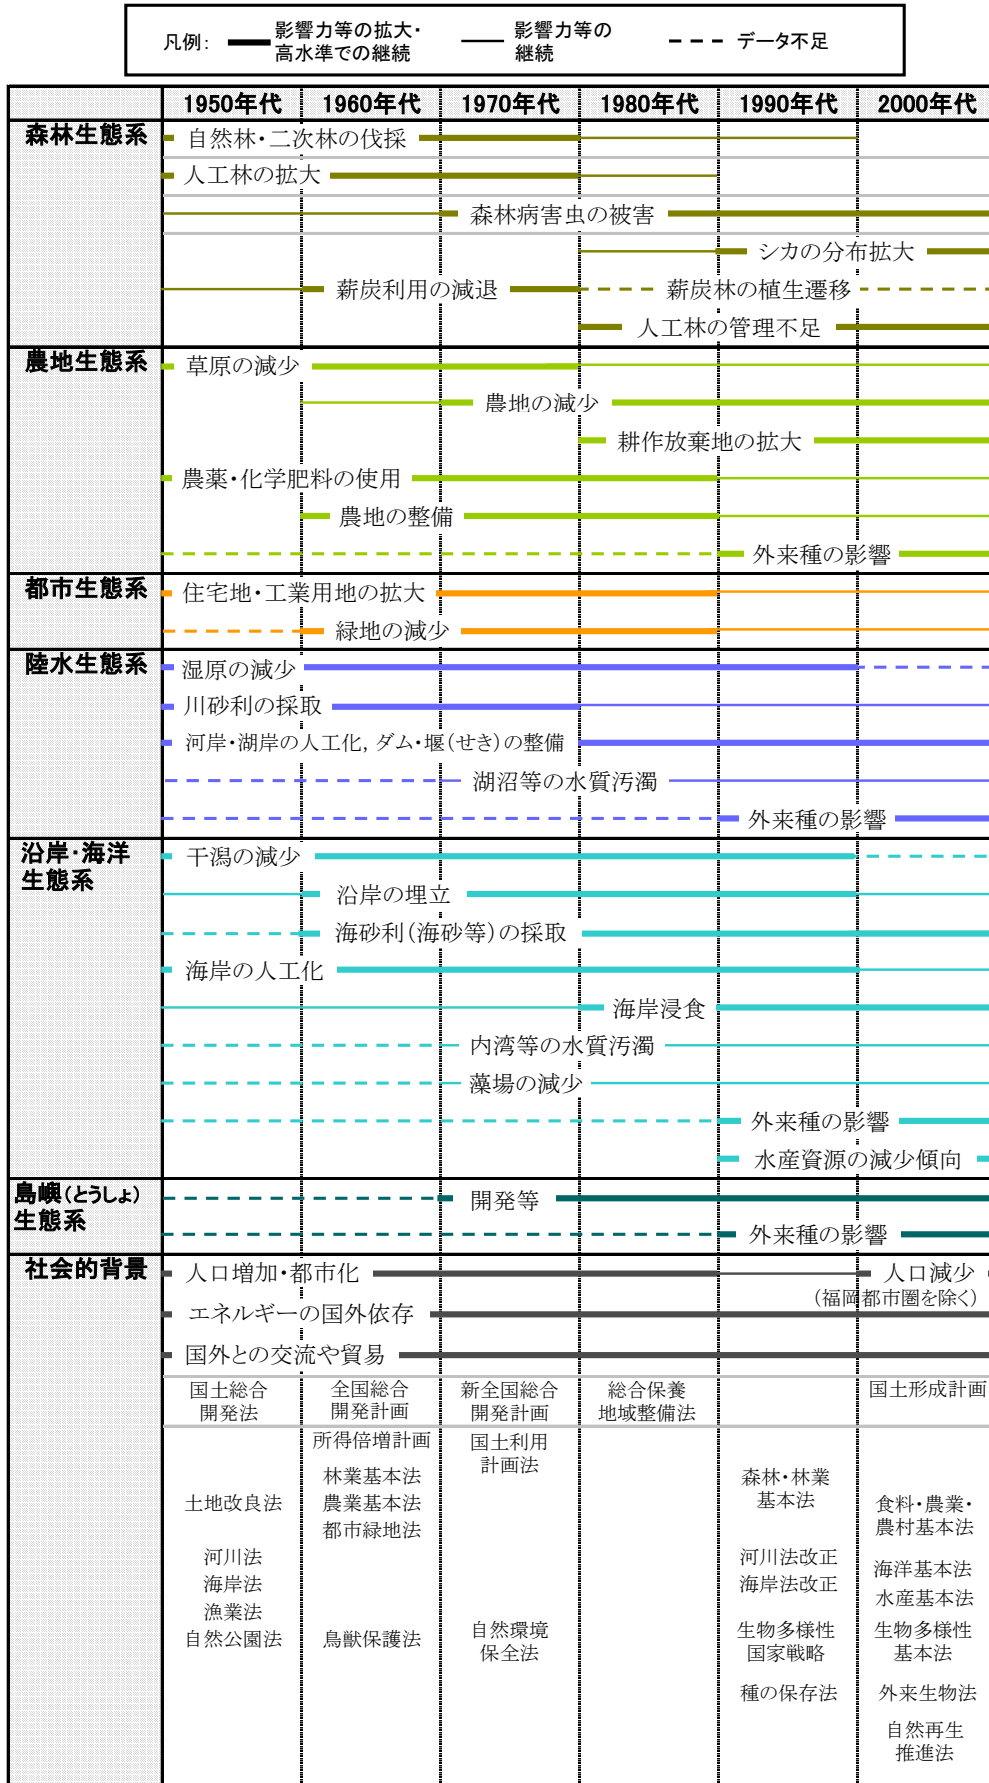 凡例:
影響力等の拡大・
高水準での継続
影響力等の
継続
データ不足
1950年代 1960年代 1970年代 1980年代 1990年代 2000年代
森林生態系
自然林・二次林の伐採
人工林の拡大
森林病害虫の被害
シカの分布拡大
薪炭利用の減退 薪炭林の植生遷移
人工林の管理不足
農地生態系
草原の減少
農地の減少
耕作放棄地の拡大
農薬・化学肥料の使用
農地の整備
外来種の影響
都市生態系
住宅地・工業用地の拡大
緑地の減少
陸水生態系
湿原の減少
川砂利の採取
河岸・湖岸の人工化, ダム・堰(せき)の整備
湖沼等の水質汚濁
外来種の影響
沿岸・海洋
生態系
干潟の減少
沿岸の埋立
海砂利(海砂等)の採取
海岸の人工化
海岸浸食
内湾等の水質汚濁
藻場の減少
外来種の影響
水産資源の減少傾向
島嶼(とうしょ)
生態系
開発等
外来種の影響
社会的背景
人口増加・都市化 人口減少
(福岡都市圏を除く)
エネルギーの国外依存
国外との交流や貿易
国土総合
開発法
全国総合
開発計画
新全国総合
開発計画
総合保養
地域整備法
国土形成計画
所得倍増計画
国土利用
計画法
林業基本法
森林・林業
基本法
土地改良法
農業基本法
食料・農業・
農村基本法
都市緑地法
河川法
河川法改正
海洋基本法
海岸法
海岸法改正
水産基本法
漁業法
自然公園法
鳥獣保護法
自然環境
保全法
生物多様性
国家戦略
生物多様性
基本法
種の保存法
外来生物法
自然再生
推進法